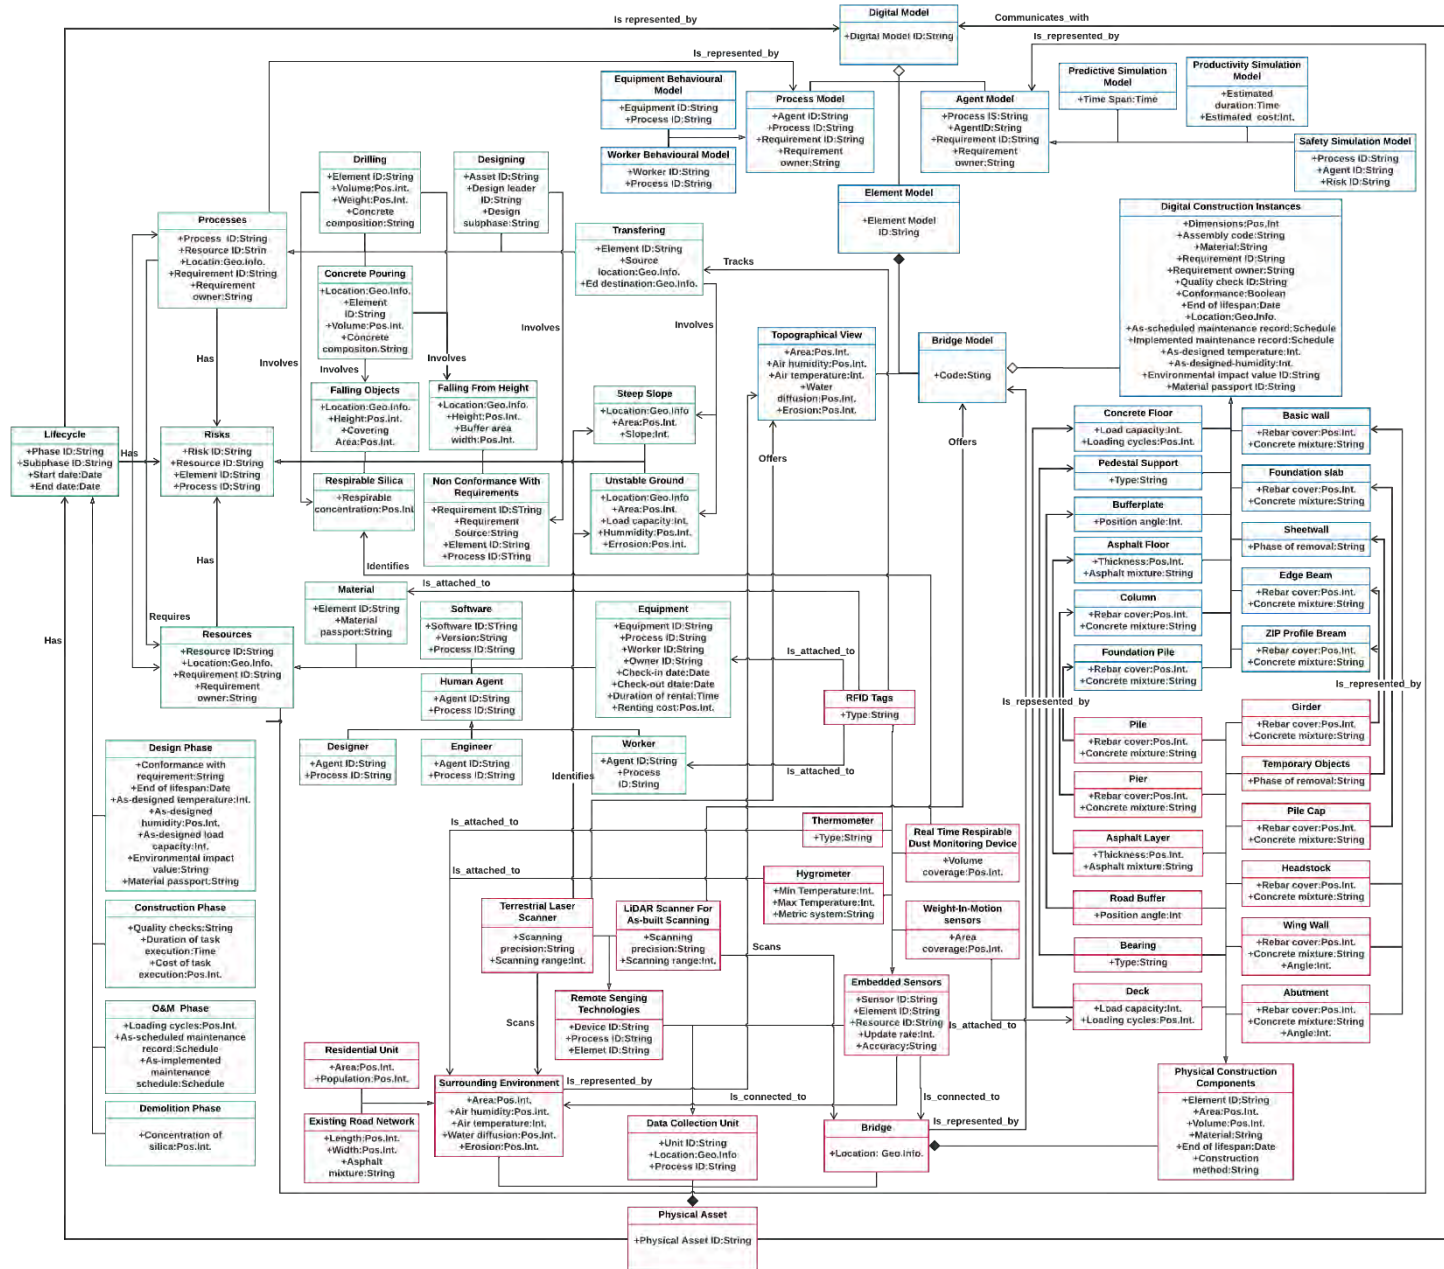 Is represented_by
Digital Model
+Digital Model ID:String
Communicates_with
Is_represented_by
Is_represented_by
Equipment Behavioural
Model
+Equipment ID:String
+Process ID:String
Worker Behavioural Model
+Worker ID:String
+Process ID:String
Process Model
+Agent ID:String
+Process ID:String
+Requirement ID:String
+Requirement
owner:String
Agent Model
+Process IS:String
+AgentID:String
+Requirement ID:String
+Requirement
owner:String
Predictive Simulation
Model
+Time Span:Time
Productivity Simulation
Model
+Estimated
duration:Time
+Estimated cost:Int.
Safety Simulation Model
+Process ID:String
+Agent ID:String
+Risk ID:String
Drilling
+Element ID:String
+Volume:Pos.int.
+Weight:Pos.Int.
+Concrete
composition:String
Designing
+Asset ID:String
+Design leader
ID:String
+Design
subphase:String
Element Model
+Element Model
ID:String
Digital Construction Instances
+Dimensions:Pos.Int
+Assembly code:String
+Material:String
+Requirement ID:String
+Requirement owner:String
+Quality check ID:String
+Conformance:Boolean
+End of lifespan:Date
+Location:Geo.Info.
+As-scheduled maintenance record:Schedule
+Implemented maintenance record:Schedule
+As-designed temperature:Int.
+As-designed-humidity:Int.
+Environmental impact value ID:String
+Material passport ID:String
Processes
+Process ID:String
+Resource ID:Strin
+Locatin:Geo.Info.
+Requirement ID:String
+Requirement
owner:String
Transfering
+Element ID:String
+Source
location:Geo.Info.
+Ed destination:Geo.Info.
Tracks
Concrete Pouring
+Location:Geo.Info.
+Element
ID:String
+Volume:Pos.Int.
+Concrete
compositon:String
Involves
Involves
Has
Topographical View
+Area:Pos.Int.
+Air humidity:Pos.Int.
+Air temperature:Int.
+Water
diffusion:Pos.Int.
+Erosion:Pos.Int.
Bridge Model
+Code:Sting
Involves
Involves
Involves
Falling Objects
+Location:Geo.Info.
+Height:Pos.Int.
+Covering
Area:Pos.Int.
Falling From Height
+Location:Geo.Info.
+Height:Pos.Int.
+Buffer area
width:Pos.Int.
Steep Slope
+Location:Geo.Info
+Area:Pos.Int.
+Slope:Int.
Offers
Offers
Concrete Floor
+Load capacity:Int.
+Loading cycles:Pos.Int.
Basic wall
+Rebar cover:Pos.Int.
+Concrete mixture:String
Lifecycle
+Phase ID:String
+Subphase ID:String
+Start date:Date
+End date:Date
Has
Risks
+Risk ID:String
+Resource ID:String
+Element ID:String
+Process ID:String
Respirable Silica
+Respirable
concentration:Pos.Int
Non Conformance With
Requirements
+Requirement ID:STring
+Requirement
Source:String
+Element ID:String
+Process ID:STring
Unstable Ground
+Location:Geo.Info.
+Area:Pos.Int.
+Load capacity:Int.
+Hummidity:Pos.Int.
+Errosion:Pos.Int.
Pedestal Support
+Type:String
Foundation slab
+Rebar cover:Pos.Int.
+Concrete mixture:String
Bufferplate
+Position angle:Int.
Sheetwall
+Phase of removal:String
Asphalt Floor
+Thickness:Pos.Int.
+Asphalt mixture:String
Edge Beam
+Rebar cover:Pos.Int.
+Concrete mixture:String
Has
Identifies
Is_attached_to
Material
+Element ID:String
+Material
passport:String
Software
+Software ID:STring
+Version:String
+Process ID:String
Equipment
+Equipment ID:String
+Process ID:String
+Worker ID:String
+Owner ID:String
+Check-in date:Date
+Check-out dtate:Date
+Duration of rental:Time
+Renting cost:Pos.Int.
Column
+Rebar cover:Pos.Int.
+Concrete mixture:String
ZIP Profile Bream
+Rebar cover:Pos.Int.
+Concrete mixture:String
Foundation Pile
+Rebar cover:Pos.Int.
+Concrete mixture:String
Is_represented_by
Is_repsented_by
Has
Requires
Resources
+Resource ID:String
+Location:Geo.Info.
+Requirement ID:String
+Requirement
owner:String
Human Agent
+Agent ID:String
+Process ID:String
Is_attached_to
RFID Tags
+Type:String
Is_attached_to
Designer
+Agent ID:String
+Process ID:String
Engineer
+Agent ID:String
+Process ID:String
Worker
+Agent ID:String
+Process
ID:String
Identifies
Pile
+Rebar cover:Pos.Int.
+Concrete mixture:String
Girder
+Rebar cover:Pos.Int.
+Concrete mixture:String
Design Phase
+Conformance with
requirement:String
+End of lifespan:Date
+As-designed temperature:Int.
+As-designed
humidity:Pos.Int.
+As-designed load
capacity:Int.
+Environmental impact
value:String
+Material passport:String
Pier
+Rebar cover:Pos.Int.
+Concrete mixture:String
Temporary Objects
+Phase of removal:String
Is_attached_to
Thermometer
+Type:String
Real Time Respirable
Dust Monitoring Device
+Volume
coverage:Pos.Int.
Asphalt Layer
+Thickness:Pos.Int.
+Asphalt mixture:String
Pile Cap
+Rebar cover:Pos.Int.
+Concrete mixture:String
Is_attached_to
Hygrometer
+Min Temperature:Int.
+Max Temperature:Int.
+Metric system:String
Headstock
+Rebar cover:Pos.Int.
+Concrete mixture:String
Construction Phase
+Quality checks:String
+Duration of task
execution:Time
+Cost of task
execution:Pos.Int.
Terrestrial Laser
Scanner
+Scanning
precision:String
+Scanning range:Int.
LiDAR Scanner For
As-built Scanning
+Scanning
precision:String
+Scanning range:Int.
Scans
Weight-In-Motion
sensors
+Area
coverage:Pos.Int.
Road Buffer
+Position angle:Int
Wing Wall
+Rebar cover:Pos.Int.
+Concrete mixture:String
+Angle:Int.
Bearing
+Type:String
O&M Phase
+Loading cycles:Pos.Int.
+As-scheduled maintenance
record:Schedule
+As-implemented
maintenance
schedule:Schedule
Scans
Remote Senging
Technologies
+Device ID:String
+Process ID:String
+Elemet ID:String
Embedded Sensors
+Sensor ID:String
+Element ID:String
+Resource ID:String
+Update rate:Int.
+Accuracy:String
Is_attached_to
Deck
+Load capacity:Int.
+Loading cycles:Pos.Int.
Abutment
+Rebar cover:Pos.Int.
+Concrete mixture:String
+Angle:Int.
Residential Unit
+Area:Pos.Int.
+Population:Pos.Int.
Surrounding Environment
+Area:Pos.Int.
+Air humidity:Pos.Int.
+Air temperature:Int.
+Water diffusion:Pos.Int.
+Erosion:Pos.Int.
Is_represented_by
Is_connected_to
Is_connected_to
Is_represented_by
Physical Construction
Components
+Element ID:String
+Area:Pos.Int.
+Volume:Pos.Int.
+Material:String
+End of lifespan:Date
+Construction
method:String
Demolition Phase
+Concentration of
silica:Pos.Int.
Existing Road Network
+Length:Pos.Int.
+Width:Pos.Int.
+Asphalt
mixture:String
Data Collection Unit
+Unit ID:String
+Location:Geo.Info
+Process ID:String
Bridge
+Location: Geo.Info.
Physical Asset
+Physical Asset ID:String